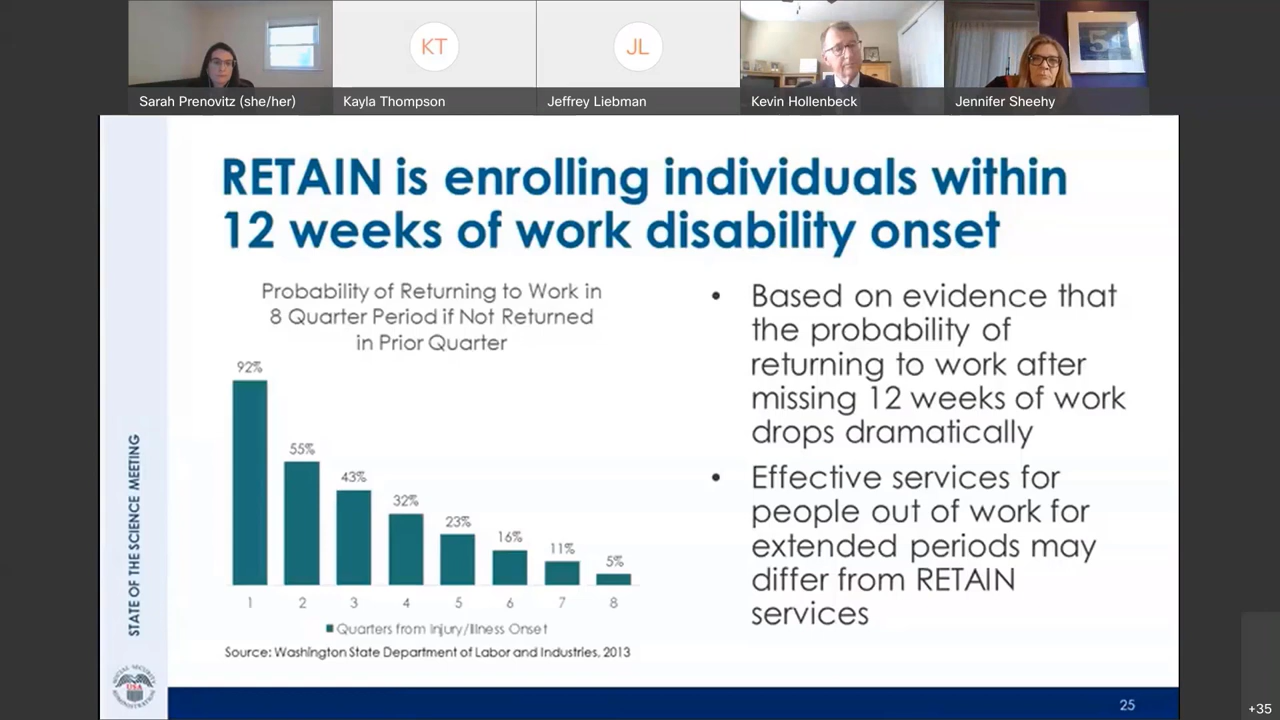 KT
JL
Sarah Prenovitz (she/her)
Kayla Thompson
Jeffrey Liebman
Kevin Hollenbeck
Jennifer Sheehy
RETAIN is enrolling individuals within
12 weeks of work disability onset
Probability of Returning to Work in
8 Quarter Period if Not Returned
in Prior Quarter
92%
55%
43%
32%
23%
16%
11%
5%
1 2 3 4 5 6 7 8
Quarters from Injury/Illness Onset
Source: Washington State Department of Labor and Industries, 2013
• Based on evidence that
the probability of
returning to work after
missing 12 weeks of work
drops dramatically
• Effective services for
people out of work for
extended periods may
differ from RETAIN
services
STATE OF THE SCIENCE MEETING
SOCIAL SECURITY
USA
ADMINISTRATION
25
+35